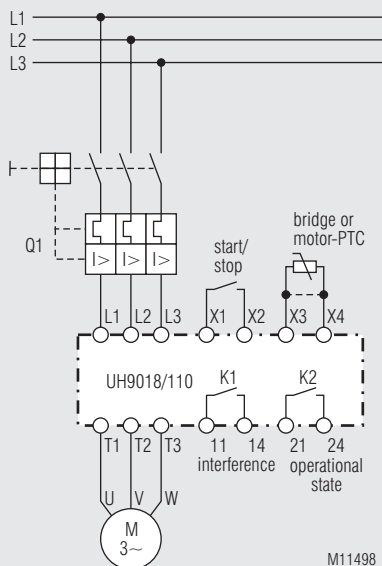 L1
L2
L3
Q1
I> I> I>
start/
stop
bridge or
motor-PTC
L1 L2 L3 X1 X2 X3 X4
UH9018/110
K1 K2
T1 T2 T3 11 14 21 24
interference operational
state
U V W
M
3~
M11498